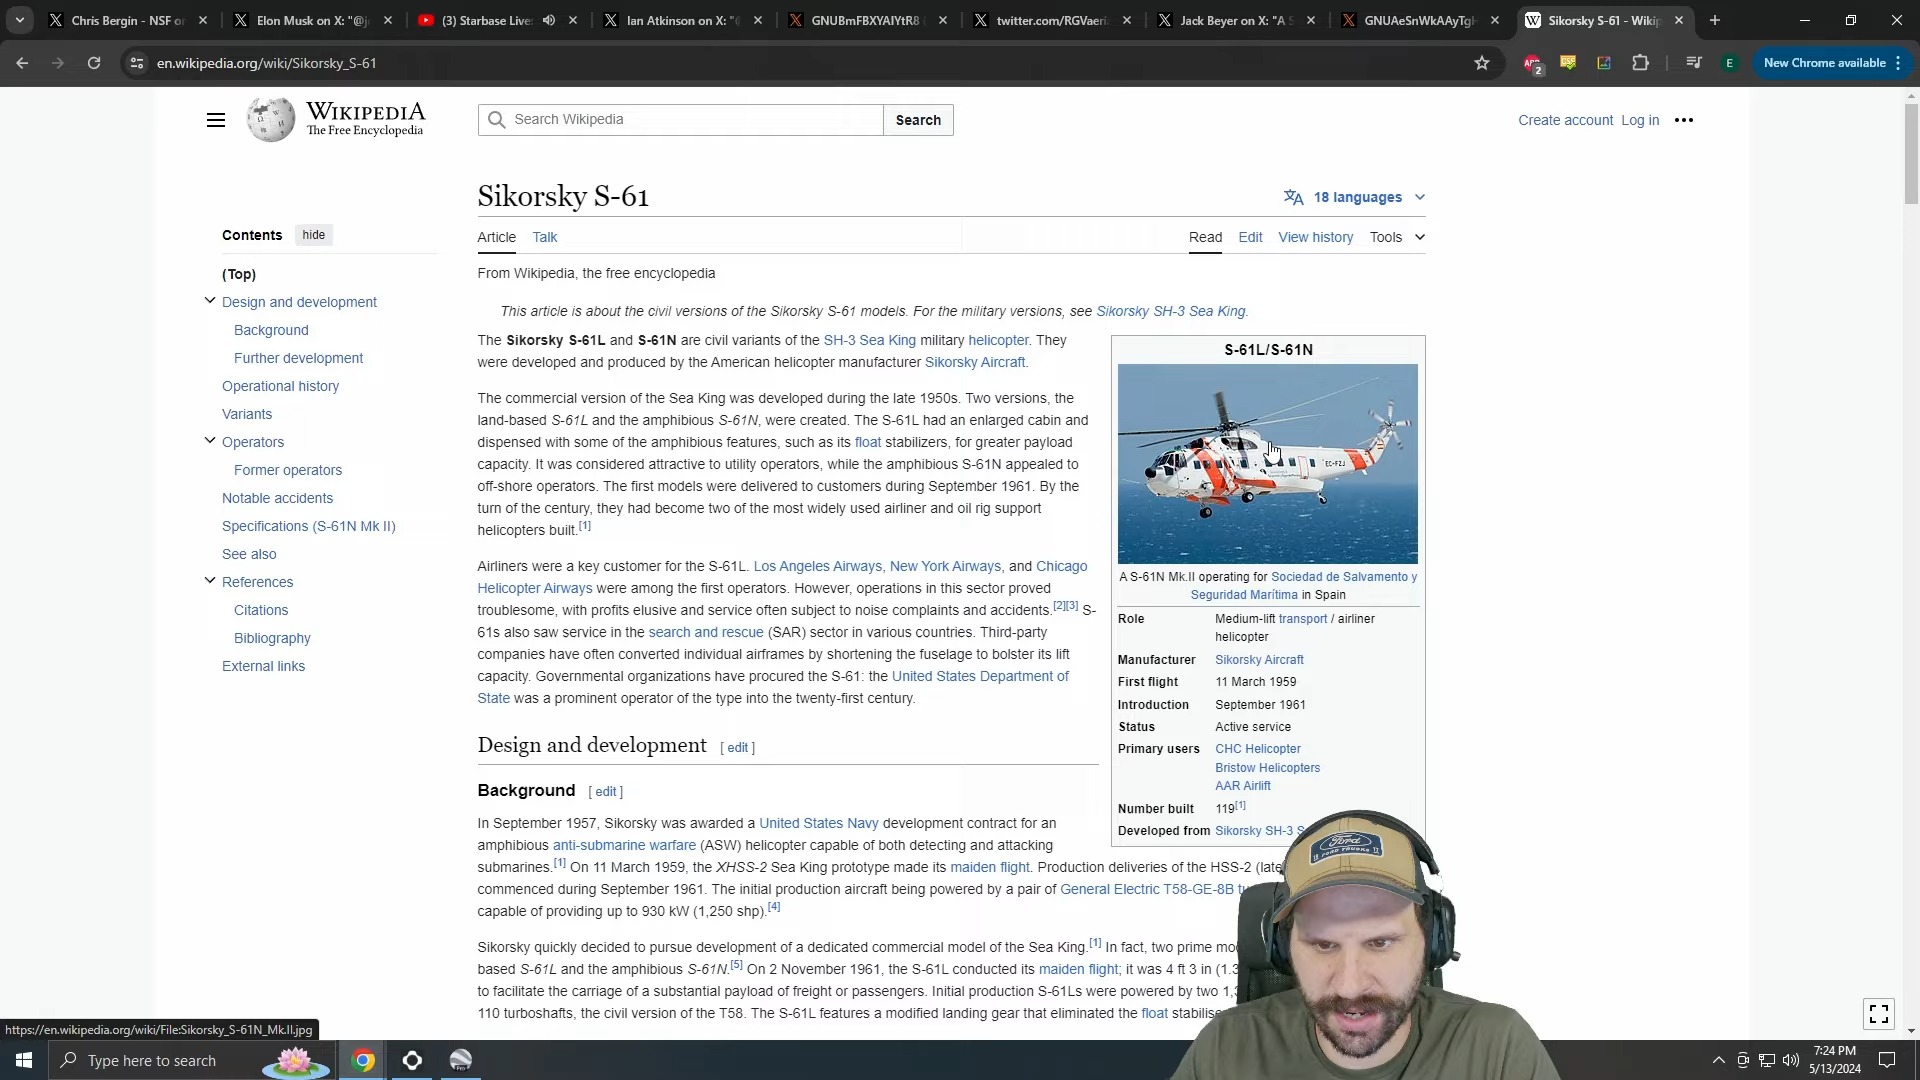 Chris Bergin - NSF o
Elon Musk on X: "@j
(3) Starbase Live:
Ian Atkinson on X: "@
GNUBmFBXYAIYtR8
twitter.com/RGVaeri
Jack Beyer on X: "A S
GNUAeSnWkAAyTg
Sikorsky S-61 - Wikip
en.wikipedia.org/wiki/Sikorsky_S-61
2
E
New Chrome available
WIKIPEDIA
The Free Encyclopedia
Search Wikipedia
Search
Create account Log in
Sikorsky S-61
18 languages
Article Talk
Read Edit View history Tools
From Wikipedia, the free encyclopedia
Contents hide
(Top)
Design and development
Background
Further development
Operational history
Variants
Operators
Former operators
Notable accidents
Specifications (S-61N Mk II)
See also
References
Citations
Bibliography
External links
This article is about the civil versions of the Sikorsky S-61 models. For the military versions, see Sikorsky SH-3 Sea King.
The Sikorsky S-61L and S-61N are civil variants of the SH-3 Sea King military helicopter. They
were developed and produced by the American helicopter manufacturer Sikorsky Aircraft.
The commercial version of the Sea King was developed during the late 1950s. Two versions, the
land-based S-61L and the amphibious S-61N, were created. The S-61L had an enlarged cabin and
dispensed with some of the amphibious features, such as its float stabilizers, for greater payload
capacity. It was considered attractive to utility operators, while the amphibious S-61N appealed to
off-shore operators. The first models were delivered to customers during September 1961. By the
turn of the century, they had become two of the most widely used airliner and oil rig support
helicopters built.[1]
Airliners were a key customer for the S-61L. Los Angeles Airways, New York Airways, and Chicago
Helicopter Airways were among the first operators. However, operations in this sector proved
troublesome, with profits elusive and service often subject to noise complaints and accidents.[2][3] S-
61s also saw service in the search and rescue (SAR) sector in various countries. Third-party
companies have often converted individual airframes by shortening the fuselage to bolster its lift
capacity. Governmental organizations have procured the S-61: the United States Department of
State was a prominent operator of the type into the twenty-first century.
Design and development [ edit ]
Background [ edit ]
In September 1957, Sikorsky was awarded a United States Navy development contract for an
amphibious anti-submarine warfare (ASW) helicopter capable of both detecting and attacking
submarines.[1] On 11 March 1959, the XHSS-2 Sea King prototype made its maiden flight. Production deliveries of the HSS-2 (late
commenced during September 1961. The initial production aircraft being powered by a pair of General Electric T58-GE-8B tu
capable of providing up to 930 kW (1,250 shp).[4]
Sikorsky quickly decided to pursue development of a dedicated commercial model of the Sea King.[1] In fact, two prime mo
based S-61L and the amphibious S-61N.[5] On 2 November 1961, the S-61L conducted its maiden flight; it was 4 ft 3 in (1.3
to facilitate the carriage of a substantial payload of freight or passengers. Initial production S-61Ls were powered by two 1,3
110 turboshafts, the civil version of the T58. The S-61L features a modified landing gear that eliminated the float stabilise
S-61L/S-61N
EC-FZJ
A S-61N Mk.II operating for Sociedad de Salvamento y
Seguridad Marítima in Spain
Role Medium-lift transport / airliner
helicopter
Manufacturer Sikorsky Aircraft
First flight 11 March 1959
Introduction September 1961
Status Active service
Primary users CHC Helicopter
Bristow Helicopters
AAR Airlift
Number built 119[1]
Developed from Sikorsky SH-3 S
Ford
https://en.wikipedia.org/wiki/File:Sikorsky_S-61N_Mk.II.jpg
Type here to search
7:24 PM
5/13/2024